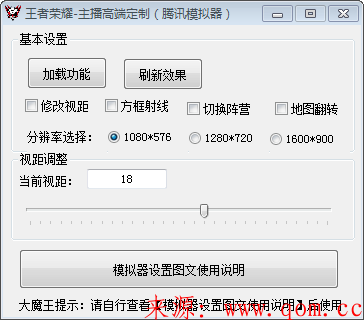 王者荣耀-主播高端定制（腾讯模拟器）
基本设置
加载功能 刷新效果
修改视距 方框射线 切换阵营 地图翻转
分辨率选择： 1080*576 1280*720 1600*900
视距调整
当前视距： 18
模拟器设置图文使用说明
大魔王提示：请自行查看【模拟器设置图文使用说明】后使用
来源：www.qom.cc